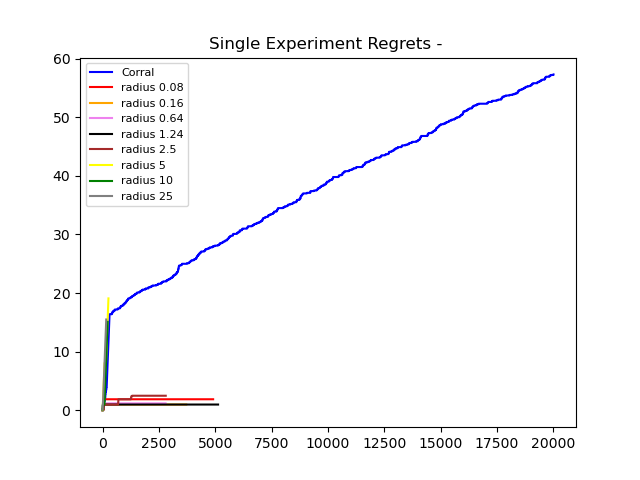 Single Experiment Regrets -
60
50
40
30
20
10
0
Corral
radius 0.08
radius 0.16
radius 0.64
radius 1.24
radius 2.5
radius 5
radius 10
radius 25
0 2500 5000 7500 10000 12500 15000 17500 20000